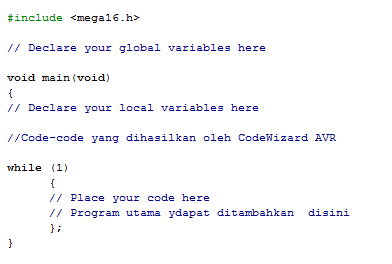 #include <mega16.h>
// Declare your global variables here
void main(void)
{
// Declare your local variables here
//Code-code yang dihasilkan oleh CodeWizard AVR
while (1)
{
// Place your code here
// Program utama ydapat ditambahkan  disini
};
}